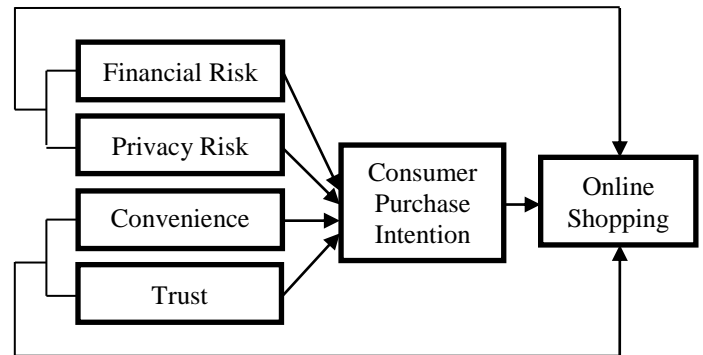 Financial Risk
Privacy Risk
Convenience
Trust
Consumer
Purchase
Intention
Online
Shopping